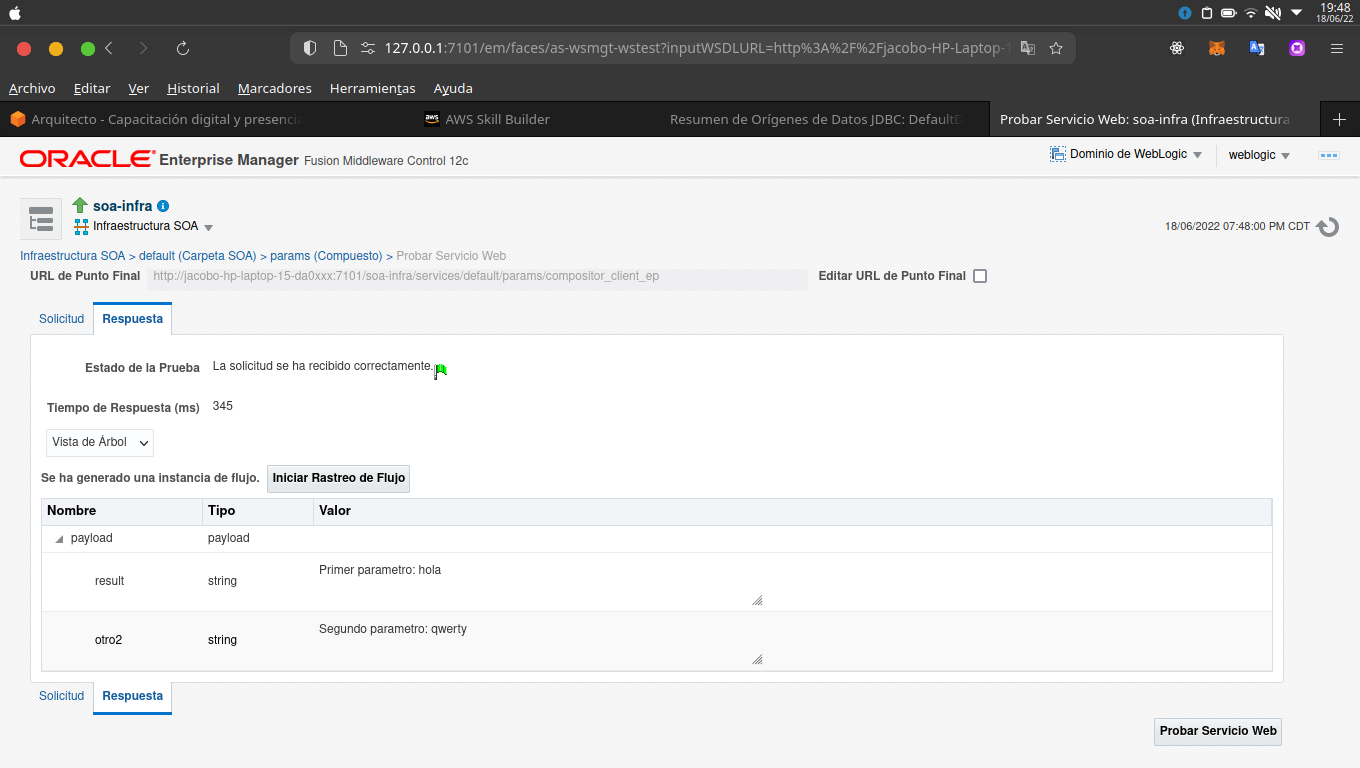 19:48
18/06/22
127.0.0.1:7101/em/faces/as-wsmgt-wstest?inputWSDLURL=http%3A%2F%2Fjacobo-HP-Laptop-1
Archivo Editar Ver Historial Marcadores Herramientas Ayuda
Arquitecto - Capacitación digital y presencia aws AWS Skill Builder Resumen de Orígenes de Datos JDBC: DefaultD Probar Servicio Web: soa-infra (Infraestructura
ORACLE Enterprise Manager Fusion Middleware Control 12c Dominio de WebLogic weblogic
soa-infra
Infraestructura SOA 18/06/2022 07:48:00 PM CDT
Infraestructura SOA > default (Carpeta SOA) > params (Compuesto) > Probar Servicio Web
URL de Punto Final http://jacobo-hp-laptop-15-da0xxx:7101/soa-infra/services/default/params/compositor_client_ep Editar URL de Punto Final
Solicitud Respuesta
Estado de la Prueba La solicitud se ha recibido correctamente.
Tiempo de Respuesta (ms) 345
Vista de Árbol
Se ha generado una instancia de flujo. Iniciar Rastreo de Flujo
Nombre Tipo Valor
payload payload
result string Primer parametro: hola
otro2 string Segundo parametro: qwerty
Solicitud Respuesta
Probar Servicio Web